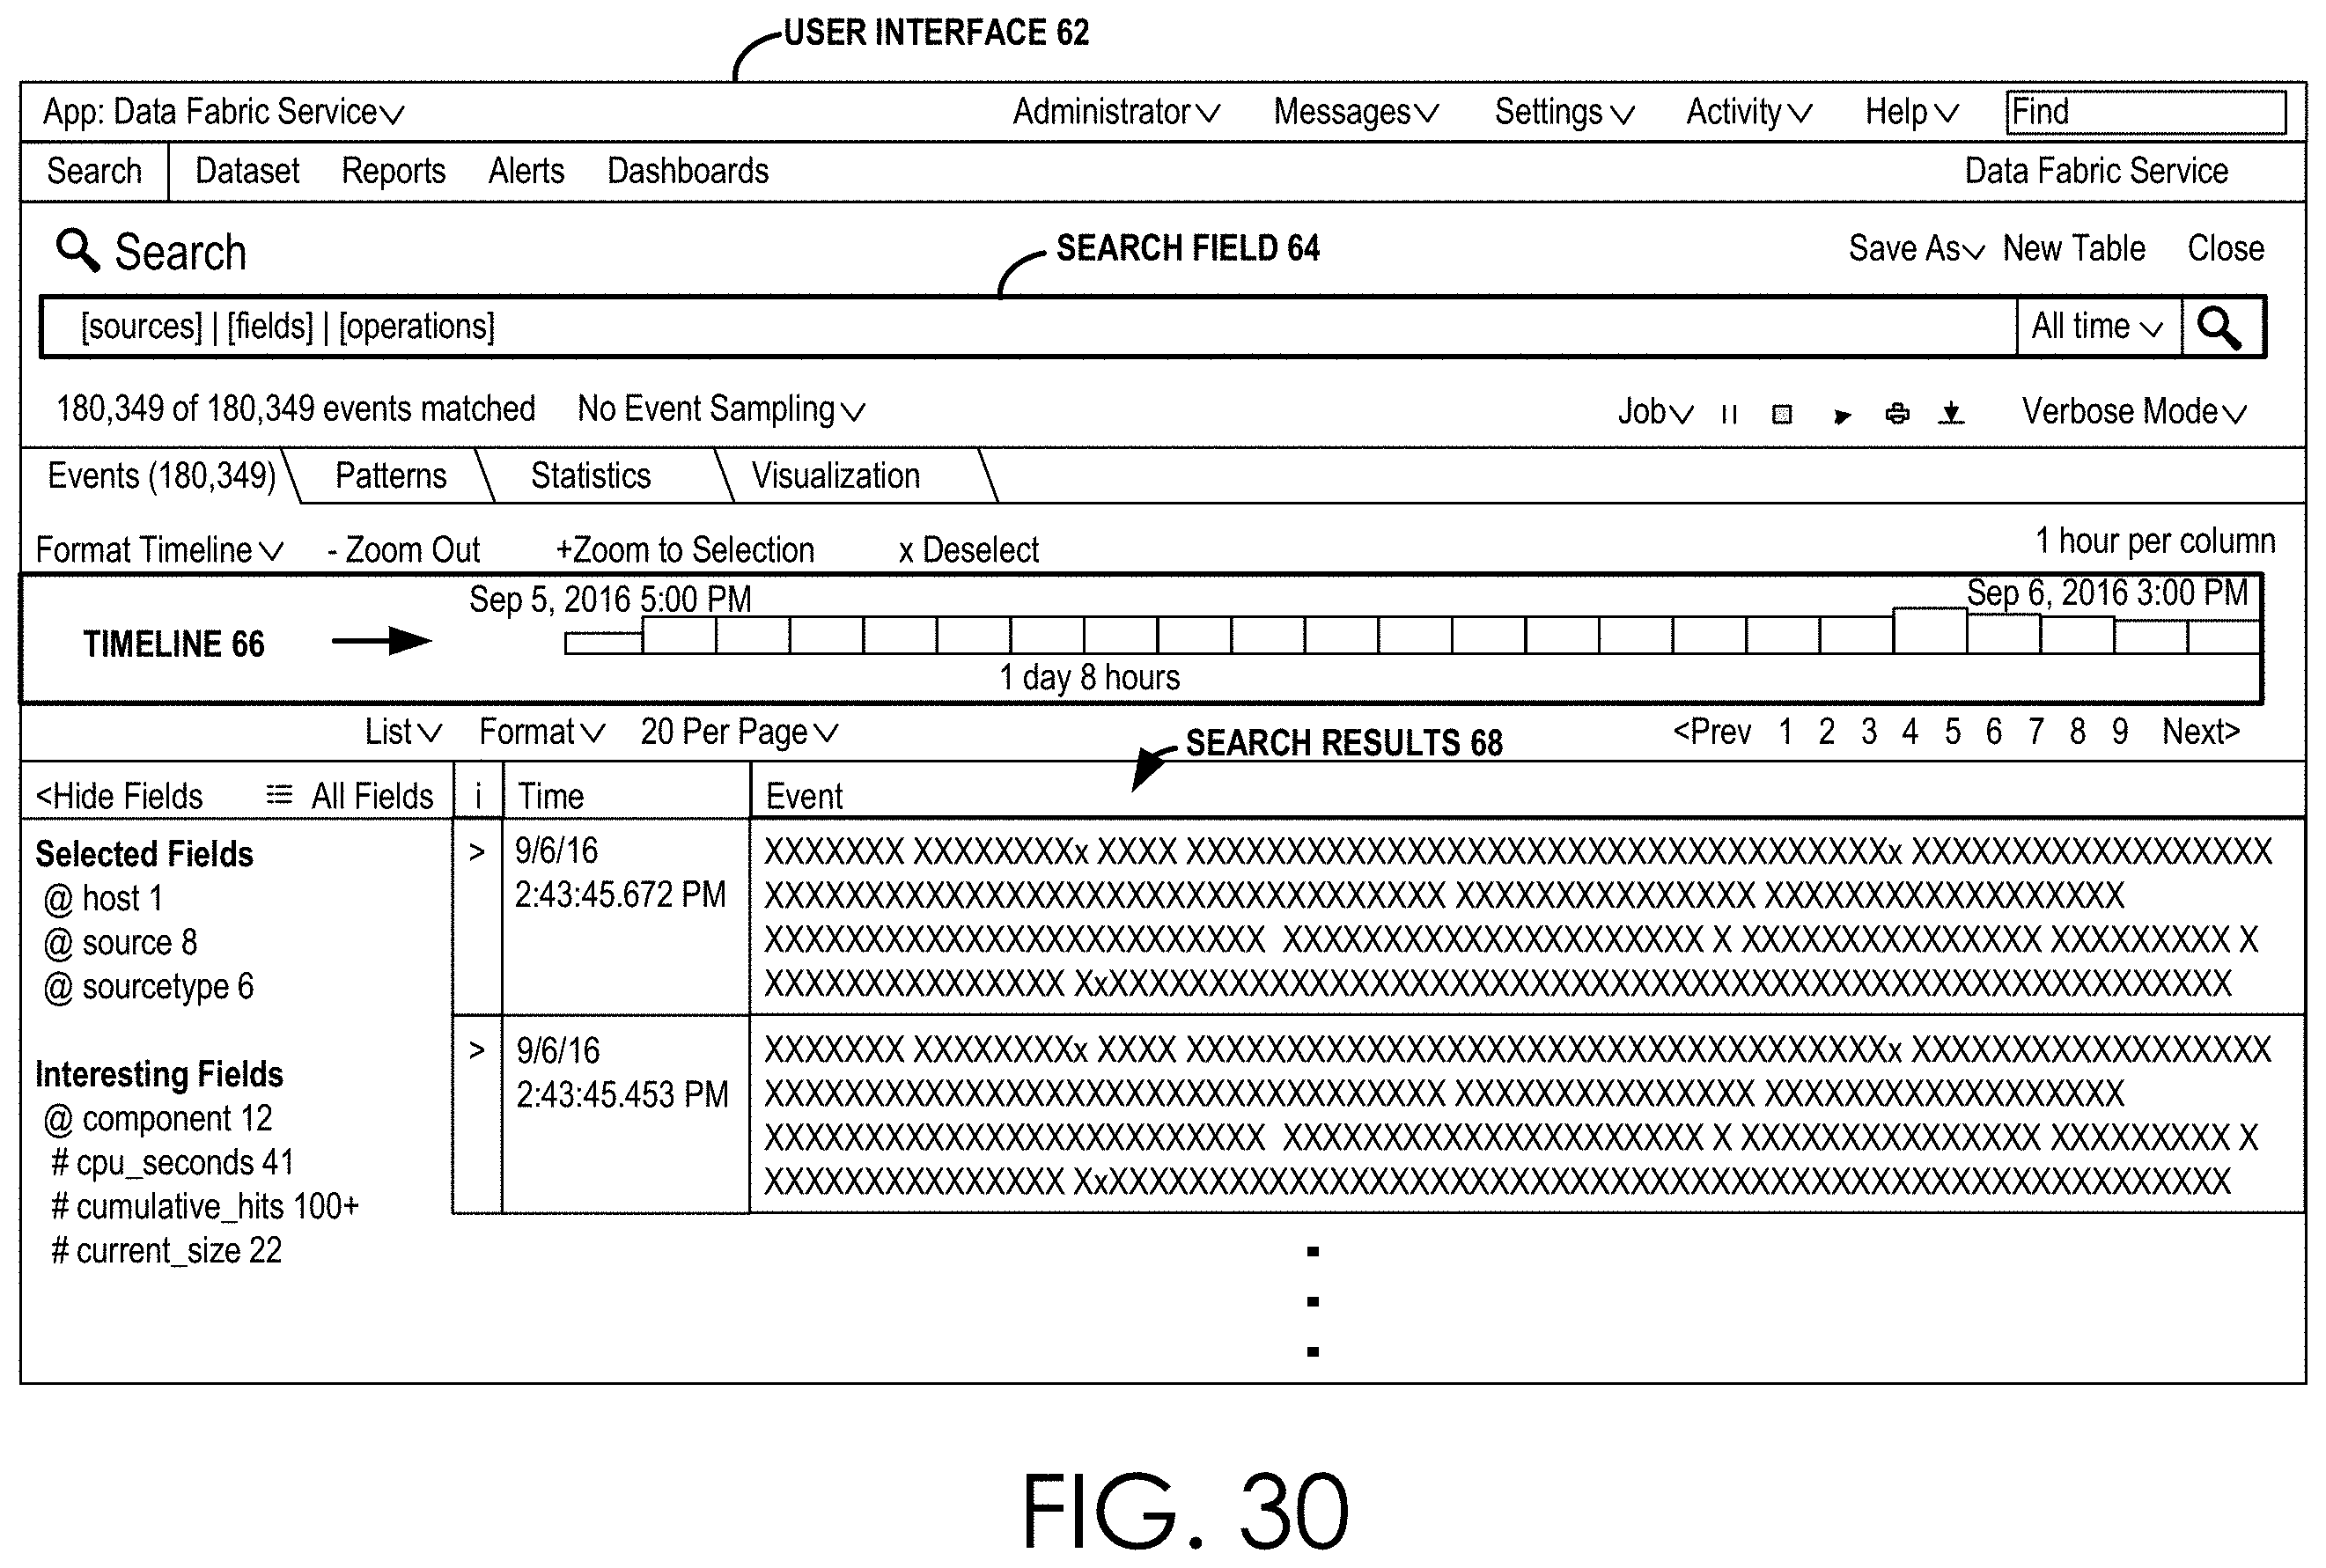 USER INTERFACE 62
App: Data Fabric Service Administrator Messages Settings Activity Help Find
Search Dataset Reports Alerts Dashboards Data Fabric Service
Search SEARCH FIELD 64 Save As New Table Close
[sources] | [fields] | [operations] All time
180,349 of 180,349 events matched No Event Sampling Job Verbose Mode
Events (180,349) Patterns Statistics Visualization
Format Timeline - Zoom Out +Zoom to Selection x Deselect 1 hour per column
Sep 5, 2016 5:00 PM Sep 6, 2016 3:00 PM
TIMELINE 66
1 day 8 hours
List Format 20 Per Page <Prev 1 2 3 4 5 6 7 8 9 Next>
SEARCH RESULTS 68
<Hide Fields All Fields i Time Event
Selected Fields
@ host 1
@ source 8
@ sourcetype 6
Interesting Fields
@ component 12
# cpu_seconds 41
# cumulative_hits 100+
# current_size 22
> 9/6/16 XXXXXXX XXXXXXXXx XXXX XXXXXXXXXXXXXXXXXXXXXXXXXXXXXXXXXXXx XXXXXXXXXXXXXXXXXX
2:43:45.672 PM XXXXXXXXXXXXXXXXXXXXXXXXXXXXXXXXXX XXXXXXXXXXXXXXX XXXXXXXXXXXXXXXXXX
XXXXXXXXXXXXXXXXXXXXXXXXX XXXXXXXXXXXXXXXXXXXXX X XXXXXXXXXXXXXXX XXXXXXXXX X
XXXXXXXXXXXXXXX XxXXXXXXXXXXXXXXXXXXXXXXXXXXXXXXXXXXXXXXXXXXXXXXXXXXXXXXXX
> 9/6/16 XXXXXXX XXXXXXXXx XXXX XXXXXXXXXXXXXXXXXXXXXXXXXXXXXXXXXXXx XXXXXXXXXXXXXXXXXX
2:43:45.453 PM XXXXXXXXXXXXXXXXXXXXXXXXXXXXXXXXXX XXXXXXXXXXXXXXX XXXXXXXXXXXXXXXXXX
XXXXXXXXXXXXXXXXXXXXXXXXX XXXXXXXXXXXXXXXXXXXXX X XXXXXXXXXXXXXXX XXXXXXXXX X
XXXXXXXXXXXXXXX XxXXXXXXXXXXXXXXXXXXXXXXXXXXXXXXXXXXXXXXXXXXXXXXXXXXXXXXXX
FIG. 30